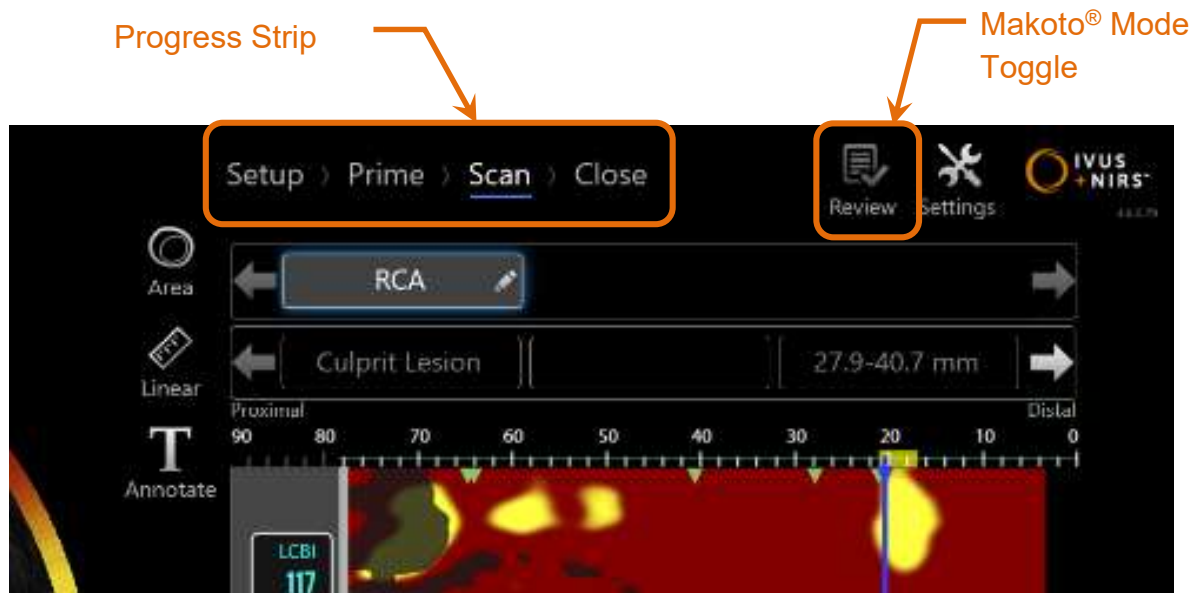 Progress Strip
Makoto® Mode
Toggle
Setup › Prime › Scan › Close
Review
Settings
IVUS
+NIRS™
Area
RCA
Linear
Culprit Lesion
27.9-40.7 mm
Proximal
Distal
90 80 70 60 50 40 30 20 10 0
T
Annotate
LCBI
117